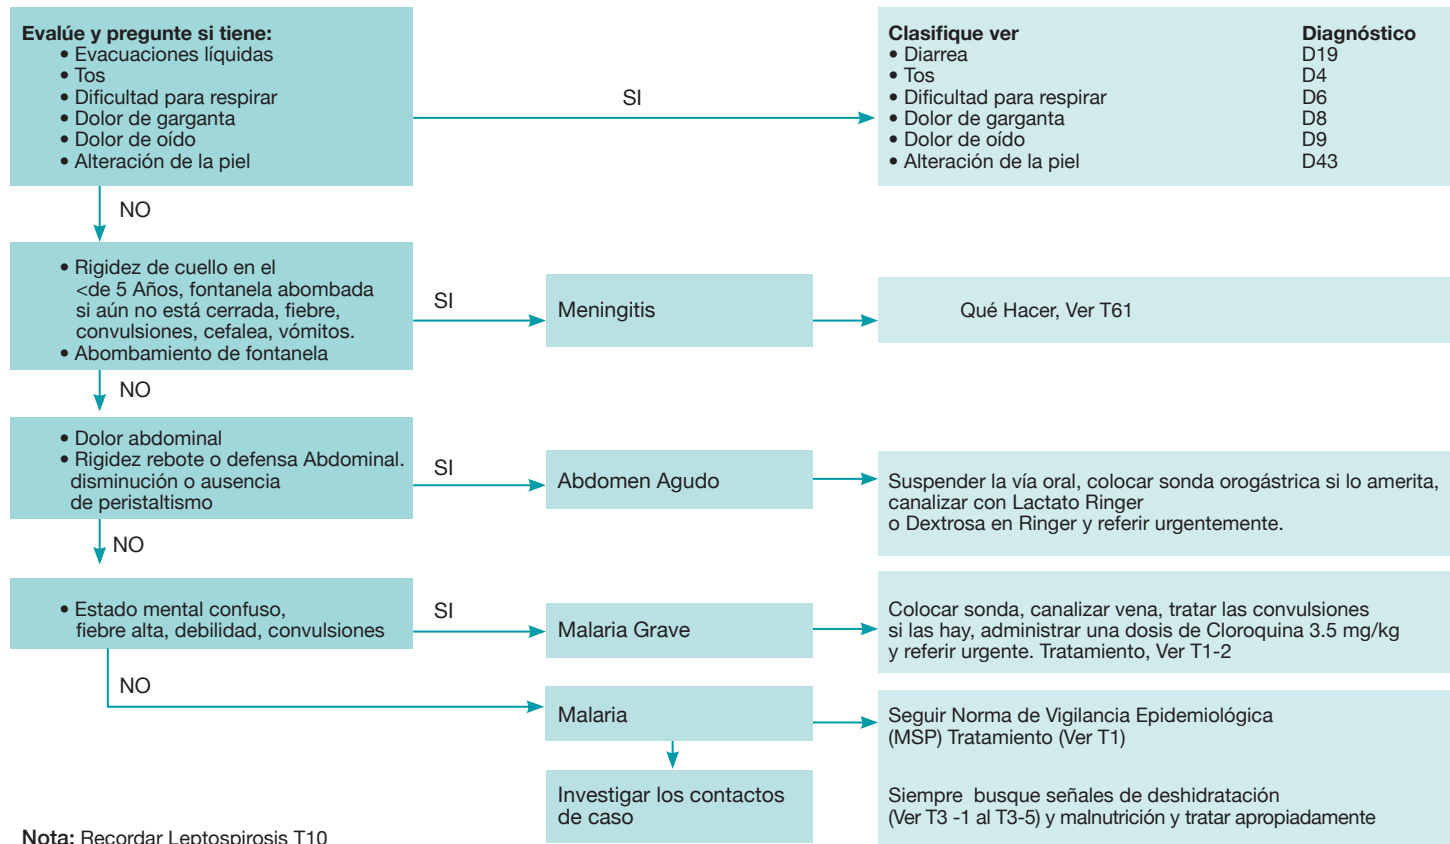 Evalúe y pregunte si tiene:
• Evacuaciones líquidas
• Tos
• Dificultad para respirar
• Dolor de garganta
• Dolor de oído
• Alteración de la piel
SI
Clasifique ver Diagnóstico
• Diarrea D19
• Tos D4
• Dificultad para respirar D6
• Dolor de garganta D8
• Dolor de oído D9
• Alteración de la piel D43
NO
• Rigidez de cuello en el
<de 5 Años, fontanela abombada
si aún no está cerrada, fiebre,
convulsiones, cefalea, vómitos.
• Abombamiento de fontanela
SI
Meningitis
Qué Hacer, Ver T61
NO
• Dolor abdominal
• Rigidez rebote o defensa Abdominal.
disminución o ausencia
de peristaltismo
SI
Abdomen Agudo
Suspender la vía oral, colocar sonda orogástrica si lo amerita,
canalizar con Lactato Ringer
o Dextrosa en Ringer y referir urgentemente.
NO
• Estado mental confuso,
fiebre alta, debilidad, convulsiones
SI
Malaria Grave
Colocar sonda, canalizar vena, tratar las convulsiones
si las hay, administrar una dosis de Cloroquina 3.5 mg/kg
y referir urgente. Tratamiento, Ver T1-2
NO
Malaria
Seguir Norma de Vigilancia Epidemiológica
(MSP) Tratamiento (Ver T1)
Investigar los contactos
de caso
Siempre busque señales de deshidratación
(Ver T3 -1 al T3-5) y malnutrición y tratar apropiadamente
Nota: Recordar Leptospirosis T10